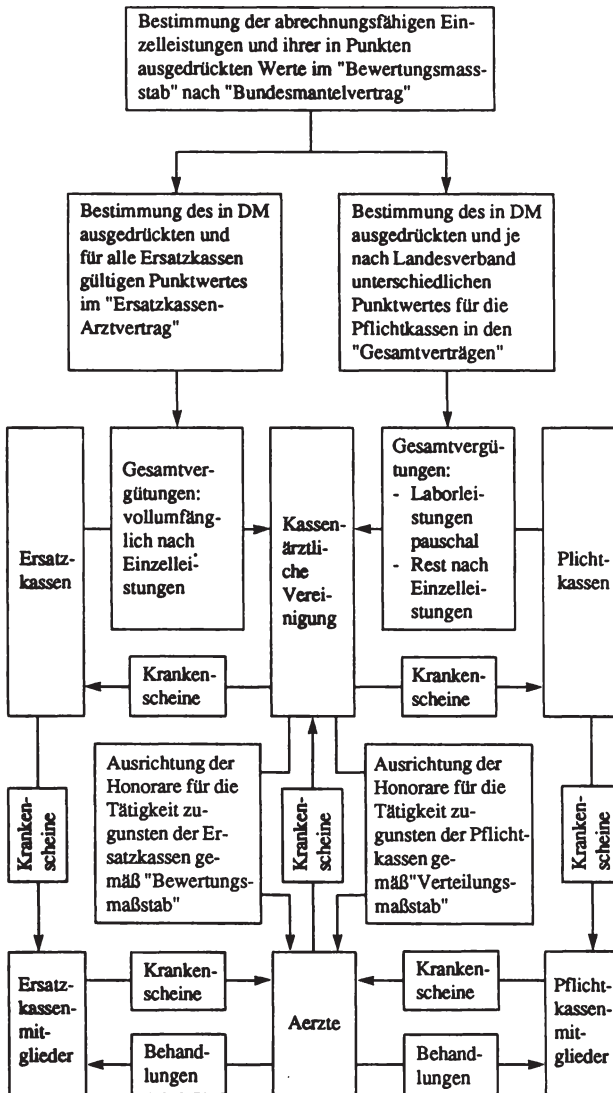 Bestimmung der abrechnungsfähigen Ein-
zelleistungen und ihrer in Punkten
ausgedrückten Werte im "Bewertungsmass-
stab" nach "Bundesmantelvertrag"
Bestimmung des in DM
ausgedrückten und
für alle Ersatzkassen
gültigen Punktwertes
im "Ersatzkassen-
Arztvertrag"
Bestimmung des in DM
ausgedrückten und je
nach Landesverband
unterschiedlichen
Punktwertes für die
Pflichtkassen in den
"Gesamtverträgen"
Ersatz-
kassen
Gesamtver-
gütungen:
vollumfäng-
lich nach
Einzellei-
stungen
Kassen-
ärztli-
che
Verei-
nigung
Gesamtvergü-
tungen:
- Laborlei-
stungen
pauschal
- Rest nach
Einzellei-
stungen
Plicht-
kassen
Kranken-
scheine
Kranken-
scheine
Kranken-
scheine
Ausrichtung der
Honorare für die
Tätigkeit zu-
gunsten der Er-
satzkassen ge-
mäß "Bewertungs-
maßstab"
Kranken-
scheine
Ausrichtung der
Honorare für die
Tätigkeit zu-
gunsten der Pflicht-
kassen ge-
mäß"Verteilungs-
maßstab"
Kranken-
scheine
Ersatz-
kassen-
mit-
glieder
Kranken-
scheine
Aerzte
Kranken-
scheine
Pflicht-
kassen-
mit-
glieder
Behand-
lungen
Behand-
lungen